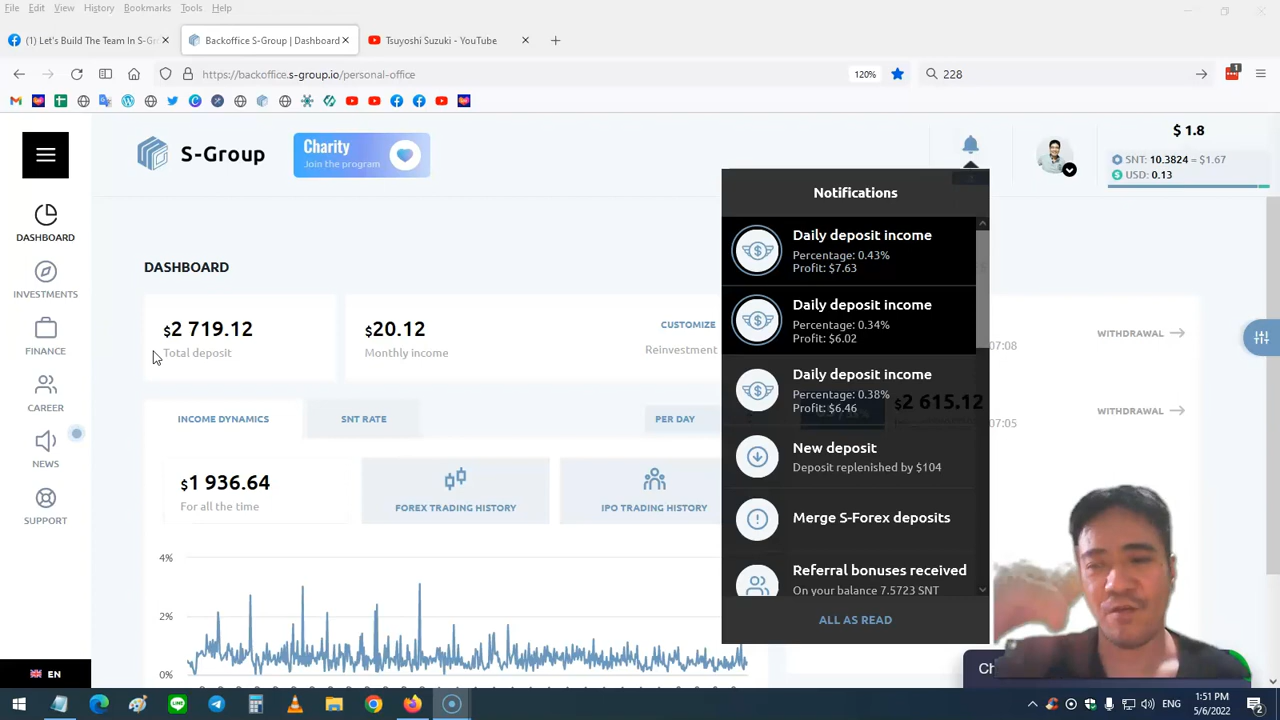 File Edit View History Bookmarks Tools Help
(1) Let's Build The Team In S-Gr
Backoffice S-Group | Dashboard
Tsuyoshi Suzuki - YouTube
https://backoffice.s-group.io/personal-office
120%
228
1
S-Group
Charity
Join the program
$ 1.8
SNT: 10.3824 = $1.67
USD: 0.13
DASHBOARD
INVESTMENTS
FINANCE
CAREER
NEWS
SUPPORT
EN
DASHBOARD
$2 719.12
Total deposit
$20.12
Monthly income
CUSTOMIZE
Reinvestment
INCOME DYNAMICS
SNT RATE
PER DAY
$1 936.64
For all the time
FOREX TRADING HISTORY
IPO TRADING HISTORY
4%
2%
0%
Notifications
Daily deposit income
Percentage: 0.43%
Profit: $7.63
Daily deposit income
Percentage: 0.34%
Profit: $6.02
Daily deposit income
Percentage: 0.38%
Profit: $6.46
New deposit
Deposit replenished by $104
Merge S-Forex deposits
Referral bonuses received
On your balance 7.5723 SNT
ALL AS READ
07:08
WITHDRAWAL
$2 615.12
07:05
WITHDRAWAL
Ch
ENG
1:51 PM
5/6/2022
2